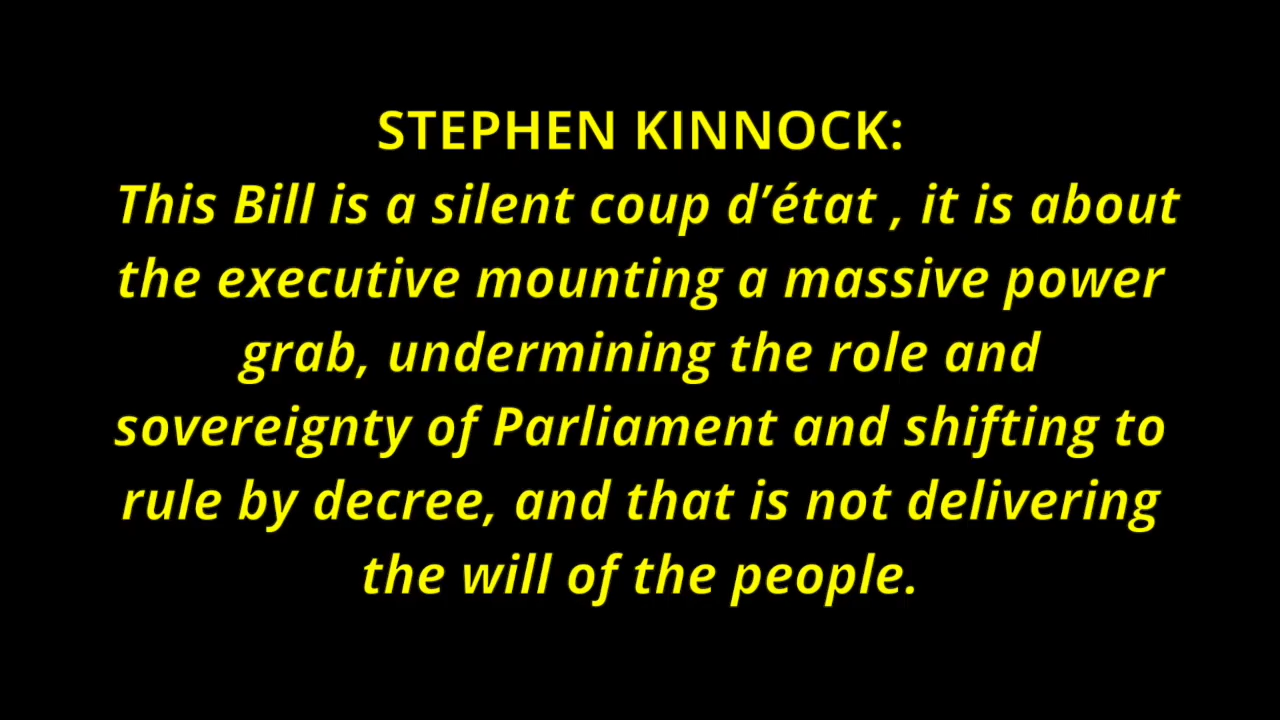 STEPHEN KINNOCK:
This Bill is a silent coup d’état , it is about
the executive mounting a massive power
grab, undermining the role and
sovereignty of Parliament and shifting to
rule by decree, and that is not delivering
the will of the people.